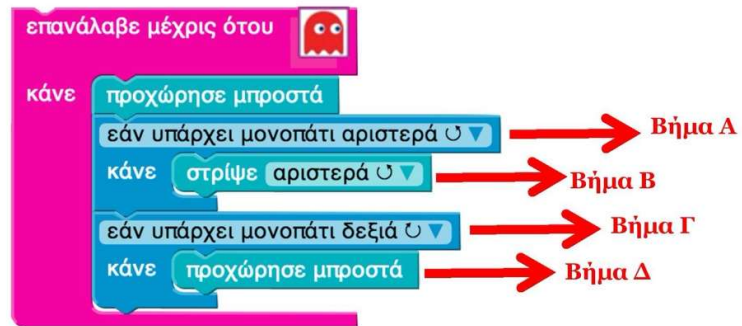 επανάλαβε μέχρις ότου
κάνε προχώρησε μπροστά
εάν υπάρχει μονοπάτι αριστερά ↺ ▼ Βήμα Α
κάνε στρίψε αριστερά ↺ ▼ Βήμα Β
εάν υπάρχει μονοπάτι δεξιά ↻ ▼ Βήμα Γ
κάνε προχώρησε μπροστά Βήμα Δ